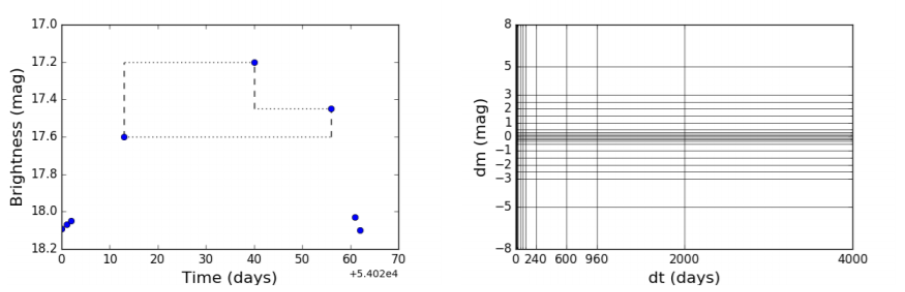 17.0
17.2
17.4
17.6
17.8
18.0
18.2
Brightness (mag)
0 10 20 30 40 50 60 70
Time (days)
+5.402e4
8
5
3
2
1
0
−1
−2
−3
−5
−8
dm (mag)
0 240 600 960 2000 4000
dt (days)